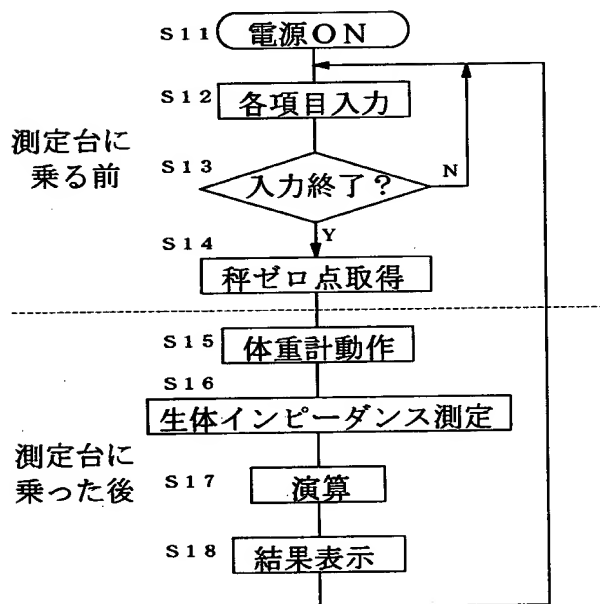 S11 電源ON
S12 各項目入力
測定台に
乗る前
S13 入力終了? N
Y
S14 秤ゼロ点取得
S15 体重計動作
S16
生体インピーダンス測定
測定台に
乗った後
S17 演算
S18 結果表示